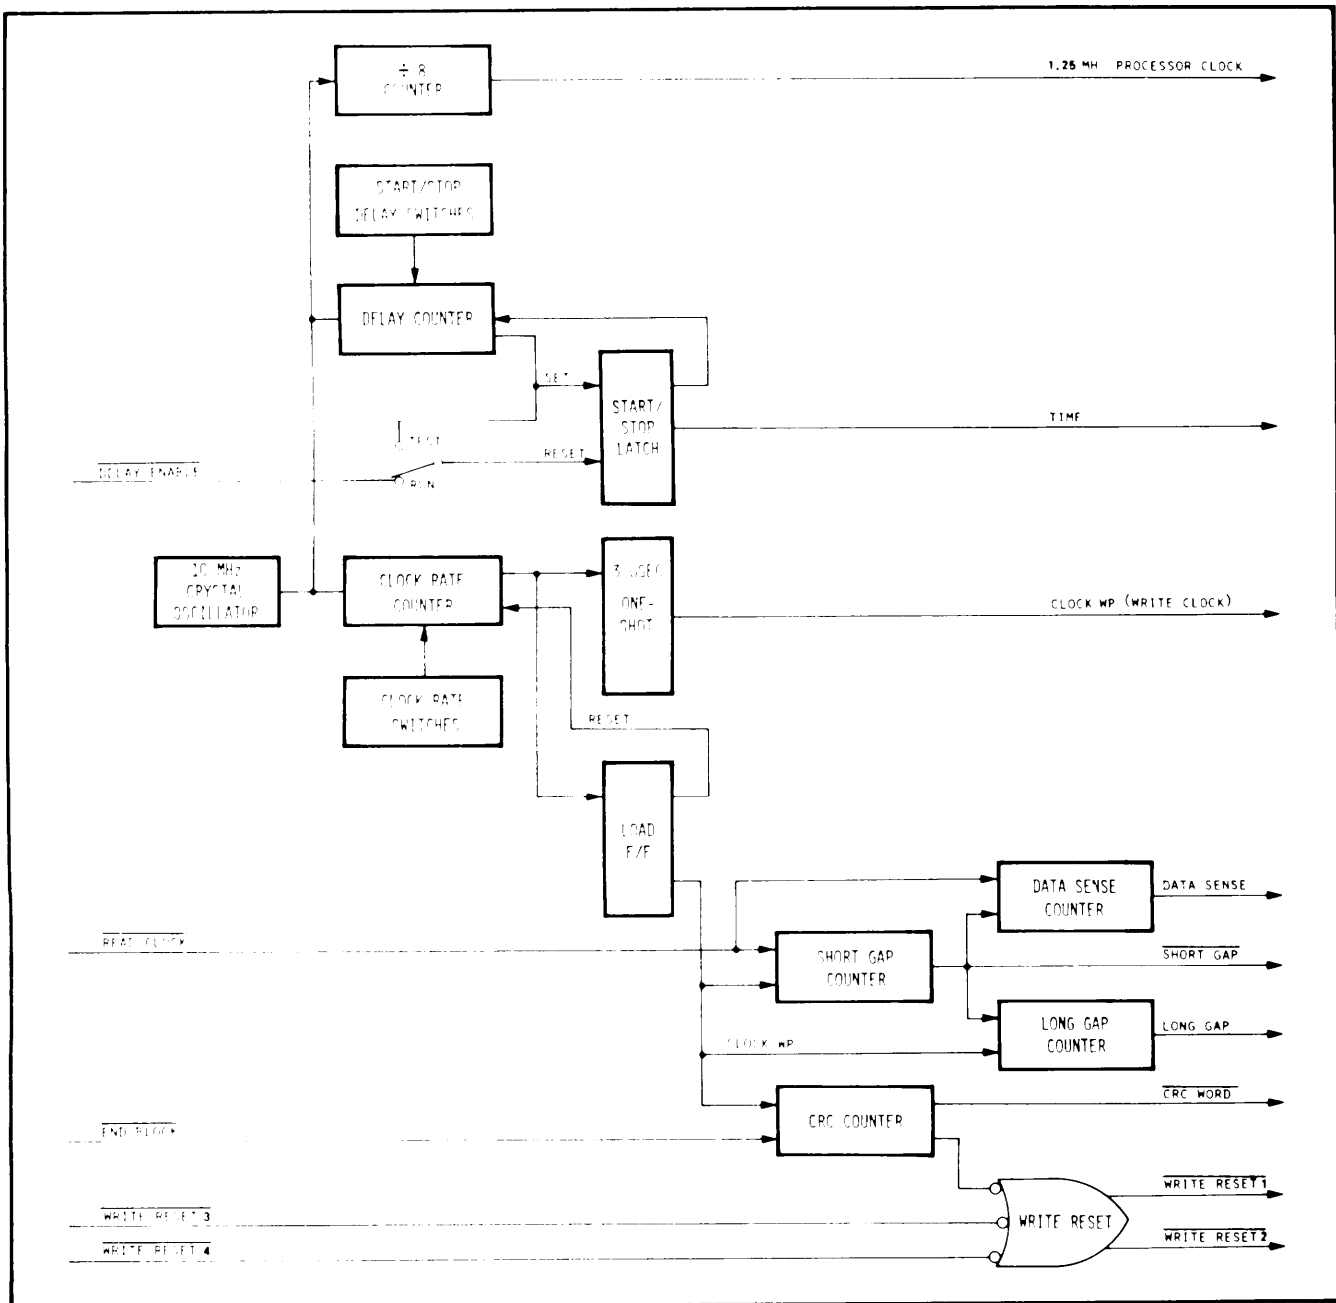 ÷ 8
COUNTER
1.25 MH PROCESSOR CLOCK
START/STOP
DELAY SWITCHES
DELAY COUNTER
SET
START/
STOP
LATCH
TIME
TEST
RESET
DELAY ENABLE
RUN
10 MHz
CRYSTAL
OSCILLATOR
CLOCK RATE
COUNTER
3 µSEC
ONE-
SHOT
CLOCK WP (WRITE CLOCK)
CLOCK RATE
SWITCHES
RESET
LOAD
F/F
DATA SENSE
COUNTER
DATA SENSE
READ CLOCK
SHORT GAP
COUNTER
SHORT GAP
LONG GAP
COUNTER
LONG GAP
CLOCK WP
CRC COUNTER
CRC WORD
END BLOCK
WRITE RESET 1
WRITE RESET 3
WRITE RESET
WRITE RESET 2
WRITE RESET 4